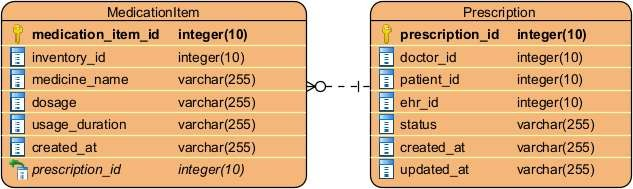 MedicationItem
medication_item_id integer(10)
inventory_id integer(10)
medicine_name varchar(255)
dosage varchar(255)
usage_duration varchar(255)
created_at varchar(255)
prescription_id integer(10)
Prescription
prescription_id integer(10)
doctor_id integer(10)
patient_id integer(10)
ehr_id integer(10)
status varchar(255)
created_at varchar(255)
updated_at varchar(255)